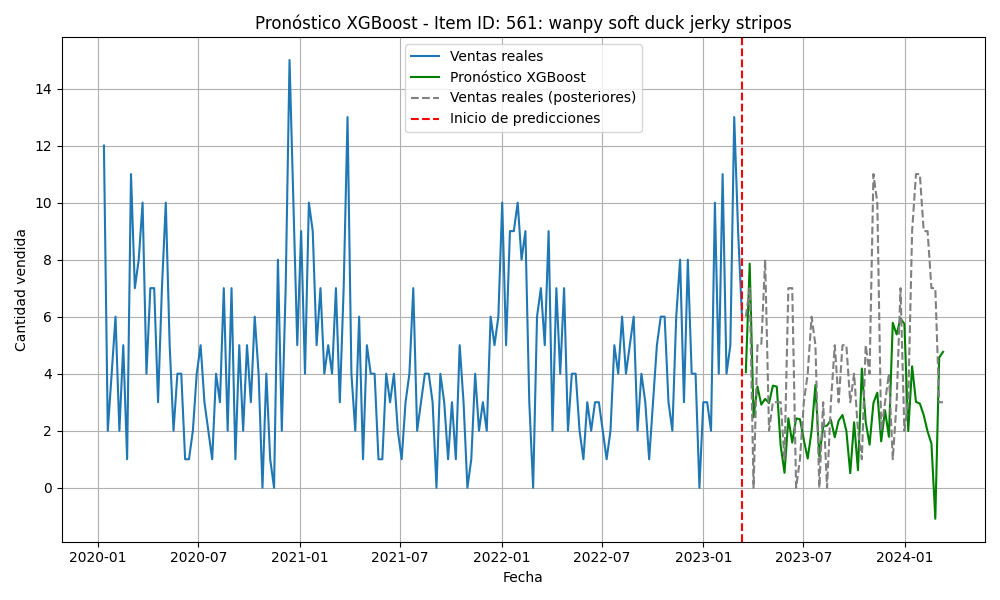 Pronóstico XGBoost - Item ID: 561: wanpy soft duck jerky stripos
Ventas reales
Pronóstico XGBoost
Ventas reales (posteriores)
Inicio de predicciones
Cantidad vendida
14
12
10
8
6
4
2
0
2020-01 2020-07 2021-01 2021-07 2022-01 2022-07 2023-01 2023-07 2024-01
Fecha